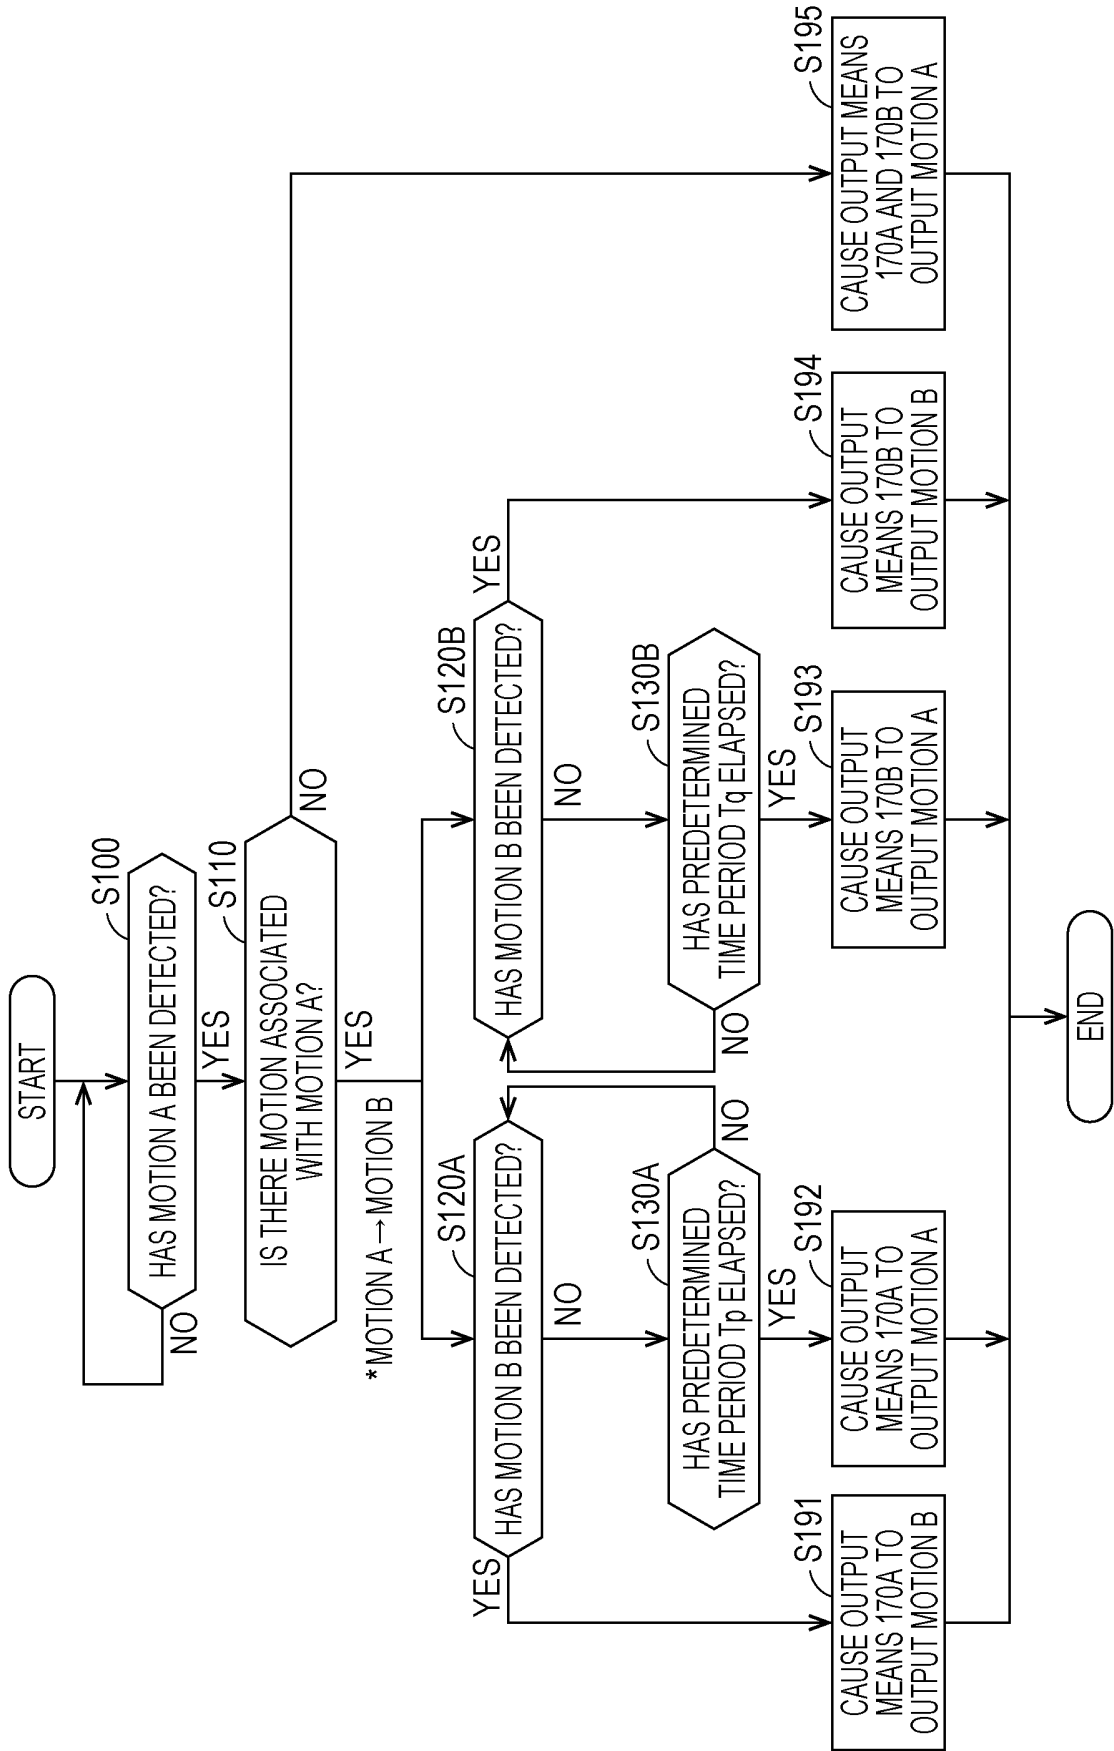 START
S100
HAS MOTION A BEEN DETECTED?
NO
YES
S110
IS THERE MOTION ASSOCIATED
WITH MOTION A?
NO
YES
*MOTION A→MOTION B
S120A
HAS MOTION B BEEN DETECTED?
YES
NO
S120B
HAS MOTION B BEEN DETECTED?
YES
NO
S130A
HAS PREDETERMINED
TIME PERIOD Tp ELAPSED?
NO
YES
S130B
HAS PREDETERMINED
TIME PERIOD Tq ELAPSED?
NO
YES
S191
CAUSE OUTPUT
MEANS 170A TO
OUTPUT MOTION B
S192
CAUSE OUTPUT
MEANS 170A TO
OUTPUT MOTION A
S193
CAUSE OUTPUT
MEANS 170B TO
OUTPUT MOTION A
S194
CAUSE OUTPUT
MEANS 170B TO
OUTPUT MOTION B
S195
CAUSE OUTPUT MEANS
170A AND 170B TO
OUTPUT MOTION A
END